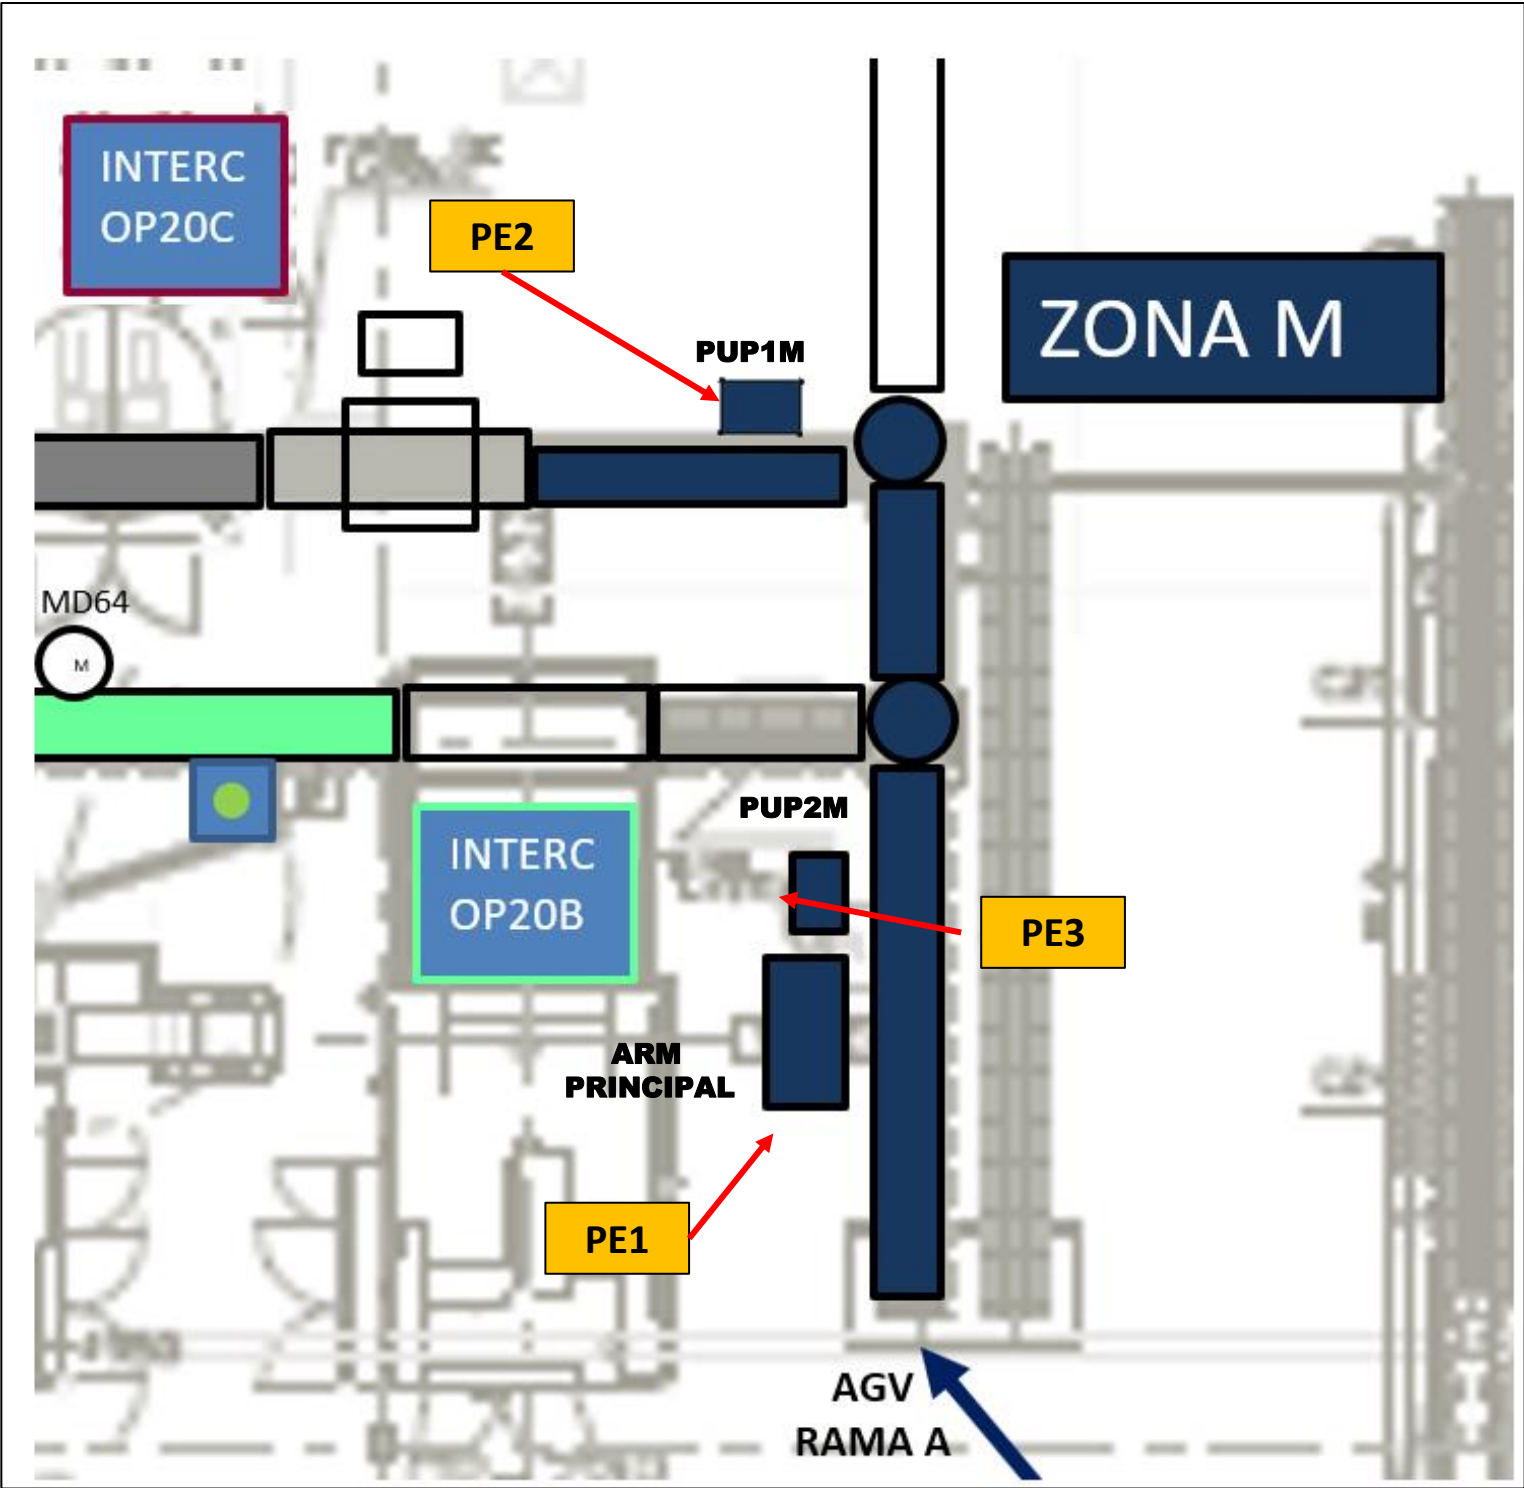 INTERC
OP20C
PE2
ZONA M
PUP1M
MD64
M
PUP2M
INTERC
OP20B
PE3
ARM
PRINCIPAL
PE1
AGV
RAMA A